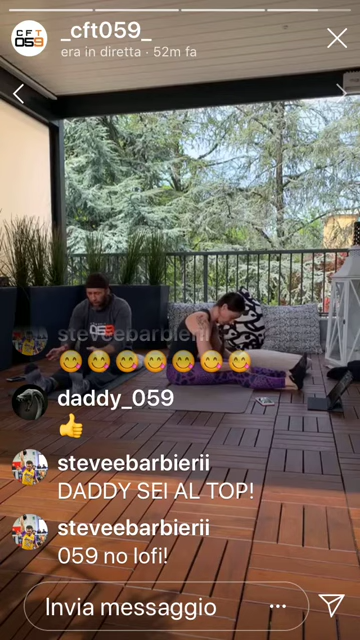 CFT
059
_cft059_
era in diretta · 52m fa
059
steveebarbierii
😋😋😋😋😋😋😋
daddy_059
👍
steveebarbierii
DADDY SEI AL TOP!
steveebarbierii
059 no lofi!
Invia messaggio